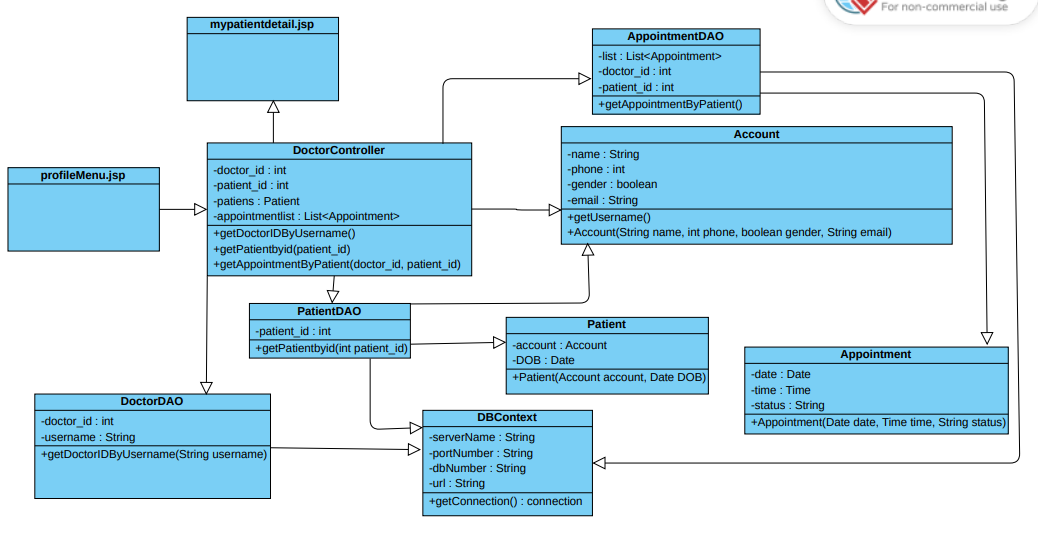 For non-commercial use
mypatientdetail.jsp
AppointmentDAO
-list : List<Appointment>
-doctor_id : int
-patient_id : int
+getAppointmentByPatient()
Account
-name : String
-phone : int
-gender : boolean
-email : String
+getUsername()
+Account(String name, int phone, boolean gender, String email)
DoctorController
-doctor_id : int
-patient_id : int
-patiens : Patient
-appointmentlist : List<Appointment>
+getDoctorIDByUsername()
+getPatientbyid(patient_id)
+getAppointmentByPatient(doctor_id, patient_id)
profileMenu.jsp
PatientDAO
-patient_id : int
+getPatientbyid(int patient_id)
Patient
-account : Account
-DOB : Date
+Patient(Account account, Date DOB)
Appointment
-date : Date
-time : Time
-status : String
+Appointment(Date date, Time time, String status)
DoctorDAO
-doctor_id : int
-username : String
+getDoctorIDByUsername(String username)
DBContext
-serverName : String
-portNumber : String
-dbNumber : String
-url : String
+getConnection() : connection